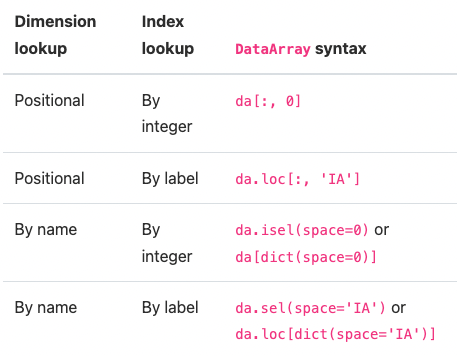 Dimension lookup Index lookup DataArray syntax
Positional By integer da[:, 0]
Positional By label da.loc[:, 'IA']
By name By integer da.isel(space=0) or da[dict(space=0)]
By name By label da.sel(space='IA') or da.loc[dict(space='IA')]